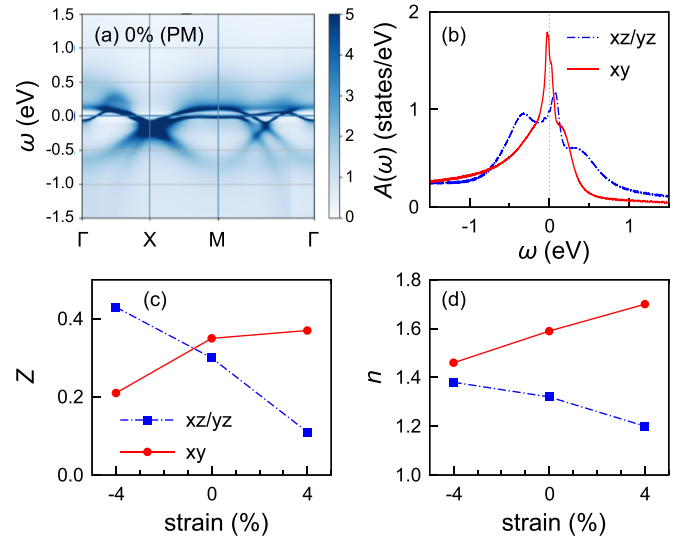 (a) 0% (PM)
ω (eV)
1.5
1.0
0.5
0.0
-0.5
-1.0
-1.5
Γ X M Γ
5
4
3
2
1
0
(b)
xz/yz
xy
A(ω) (states/eV)
2
1
0
-1 0 1
ω (eV)
(c)
Z
0.4
0.2
0.0
xz/yz
xy
-4 0 4
strain (%)
(d)
n
1.8
1.6
1.4
1.2
1.0
-4 0 4
strain (%)